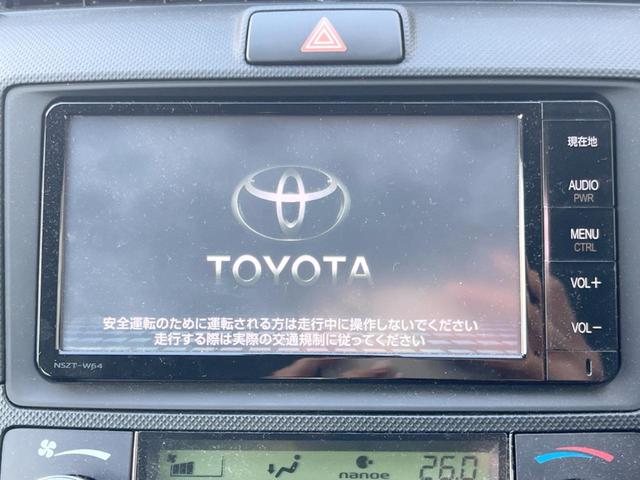 現在地
AUDIO
PWR
MENU
CTRL
VOL+
VOL-
TOYOTA
安全運転のために運転される方は走行中に操作しないでください
走行する際は実際の交通規制に従ってください
NSZT-W64
nanoe
26.0